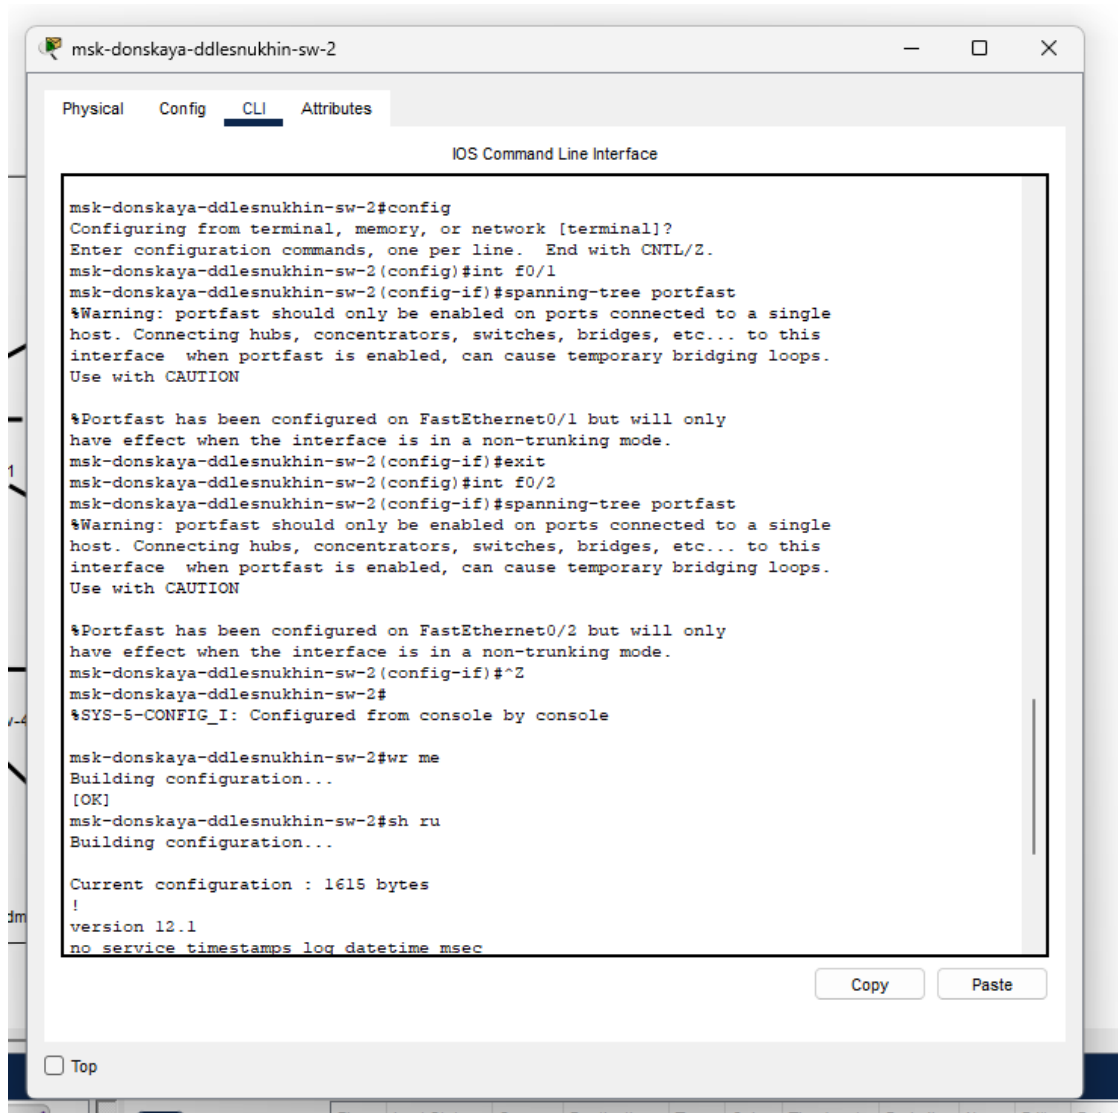 msk-donskaya-ddlesnukhin-sw-2
Physical Config CLI Attributes
IOS Command Line Interface
msk-donskaya-ddlesnukhin-sw-2#config
Configuring from terminal, memory, or network [terminal]?
Enter configuration commands, one per line.  End with CNTL/Z.
msk-donskaya-ddlesnukhin-sw-2(config)#int f0/1
msk-donskaya-ddlesnukhin-sw-2(config-if)#spanning-tree portfast
%Warning: portfast should only be enabled on ports connected to a single
host. Connecting hubs, concentrators, switches, bridges, etc... to this
interface  when portfast is enabled, can cause temporary bridging loops.
Use with CAUTION
%Portfast has been configured on FastEthernet0/1 but will only
have effect when the interface is in a non-trunking mode.
msk-donskaya-ddlesnukhin-sw-2(config-if)#exit
msk-donskaya-ddlesnukhin-sw-2(config)#int f0/2
msk-donskaya-ddlesnukhin-sw-2(config-if)#spanning-tree portfast
%Warning: portfast should only be enabled on ports connected to a single
host. Connecting hubs, concentrators, switches, bridges, etc... to this
interface  when portfast is enabled, can cause temporary bridging loops.
Use with CAUTION
%Portfast has been configured on FastEthernet0/2 but will only
have effect when the interface is in a non-trunking mode.
msk-donskaya-ddlesnukhin-sw-2(config-if)#^Z
msk-donskaya-ddlesnukhin-sw-2#
%SYS-5-CONFIG_I: Configured from console by console
msk-donskaya-ddlesnukhin-sw-2#wr me
Building configuration...
[OK]
msk-donskaya-ddlesnukhin-sw-2#sh ru
Building configuration...
Current configuration : 1615 bytes
!
version 12.1
no service timestamps log datetime msec
Copy Paste
Top